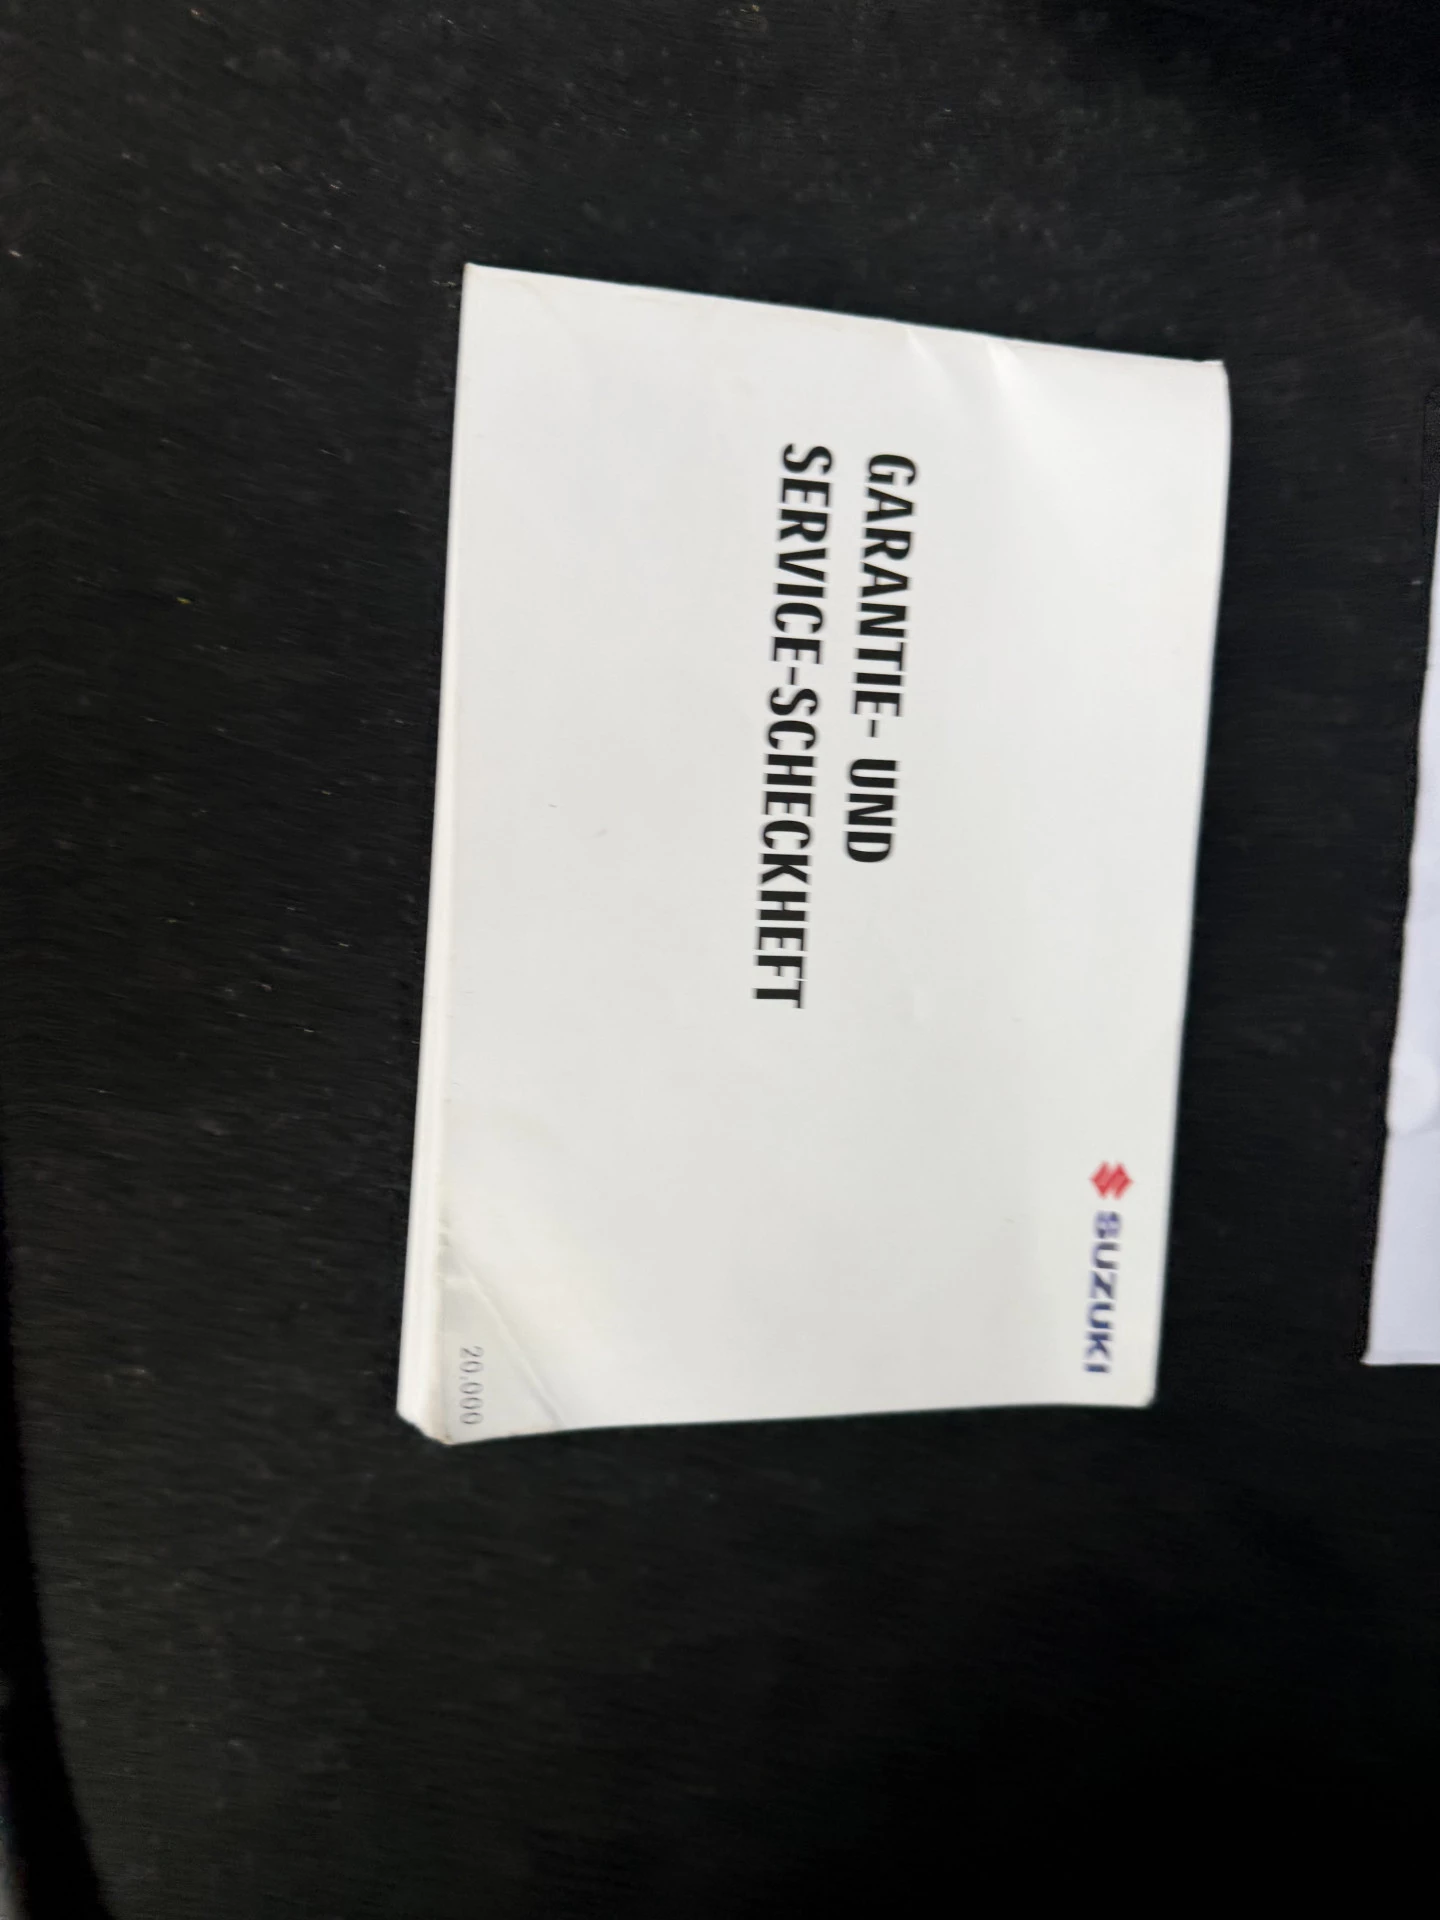 SUZUKI
GARANTIE- UND
SERVICE-SCHECKHEFT
20.000